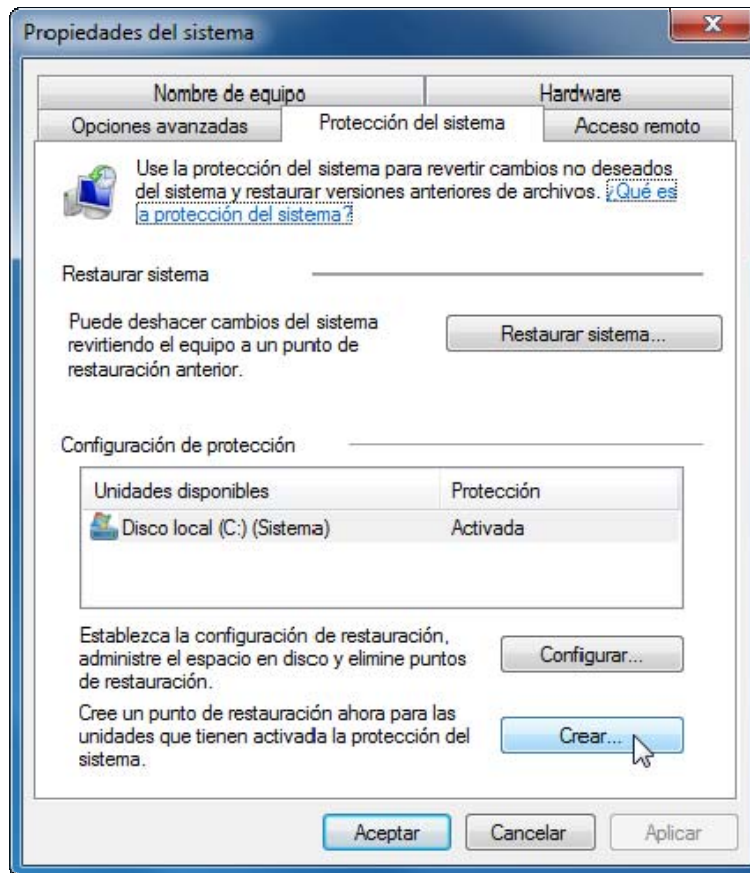 Propiedades del sistema
Nombre de equipo
Hardware
Opciones avanzadas
Protección del sistema
Acceso remoto
Use la protección del sistema para revertir cambios no deseados
del sistema y restaurar versiones anteriores de archivos. ¿Qué es
la protección del sistema?
Restaurar sistema
Puede deshacer cambios del sistema
revirtiendo el equipo a un punto de
restauración anterior.
Restaurar sistema...
Configuración de protección
Unidades disponibles
Protección
Disco local (C:) (Sistema)
Activada
Establezca la configuración de restauración,
administre el espacio en disco y elimine puntos
de restauración.
Configurar...
Cree un punto de restauración ahora para las
unidades que tienen activada la protección del
sistema.
Crear...
Aceptar
Cancelar
Aplicar